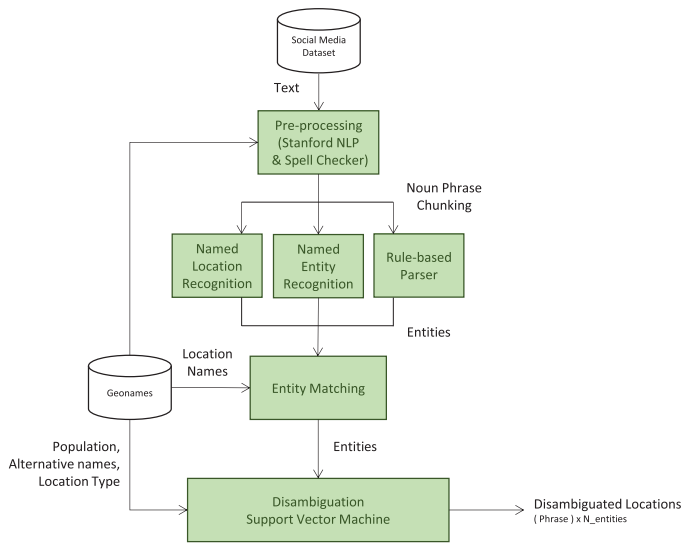 Social Media
Dataset
Text
Pre-processing
(Stanford NLP
& Spell Checker)
Noun Phrase
Chunking
Named
Location
Recognition
Named
Entity
Recognition
Rule-based
Parser
Entities
Location
Names
Geonames
Entity Matching
Population,
Alternative names,
Location Type
Entities
Disambiguation
Support Vector Machine
Disambiguated Locations
( Phrase ) x N_entities